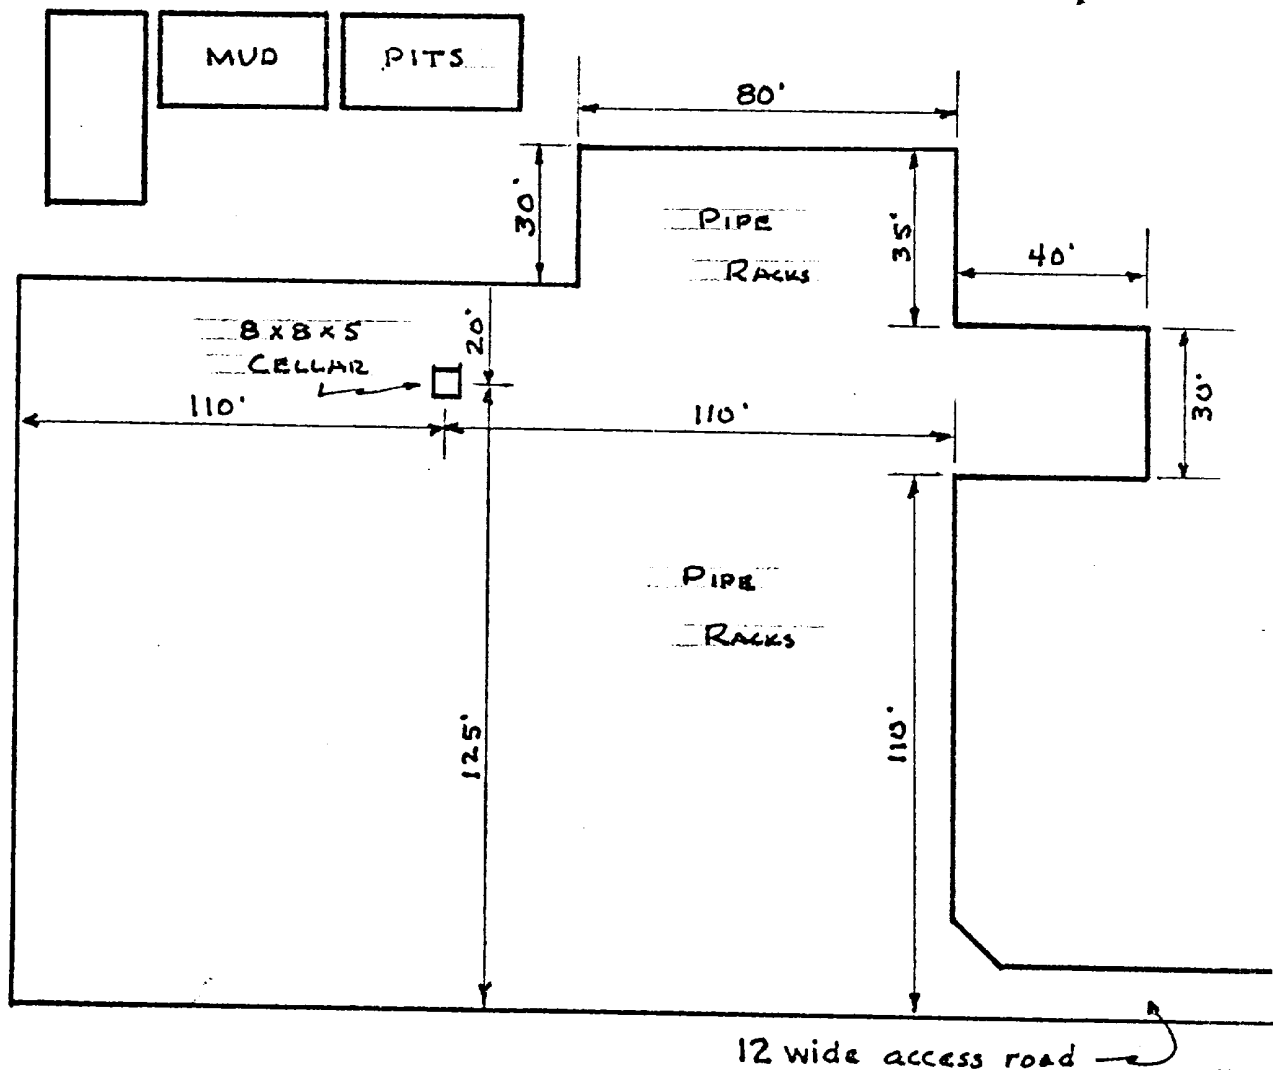 MUD
PITS
80'
30'
PIPE
RACKS
35'
40'
8 x 8 x 5
CELLAR
20'
110'
110'
30'
PIPE
RACKS
125'
110'
12 wide access road